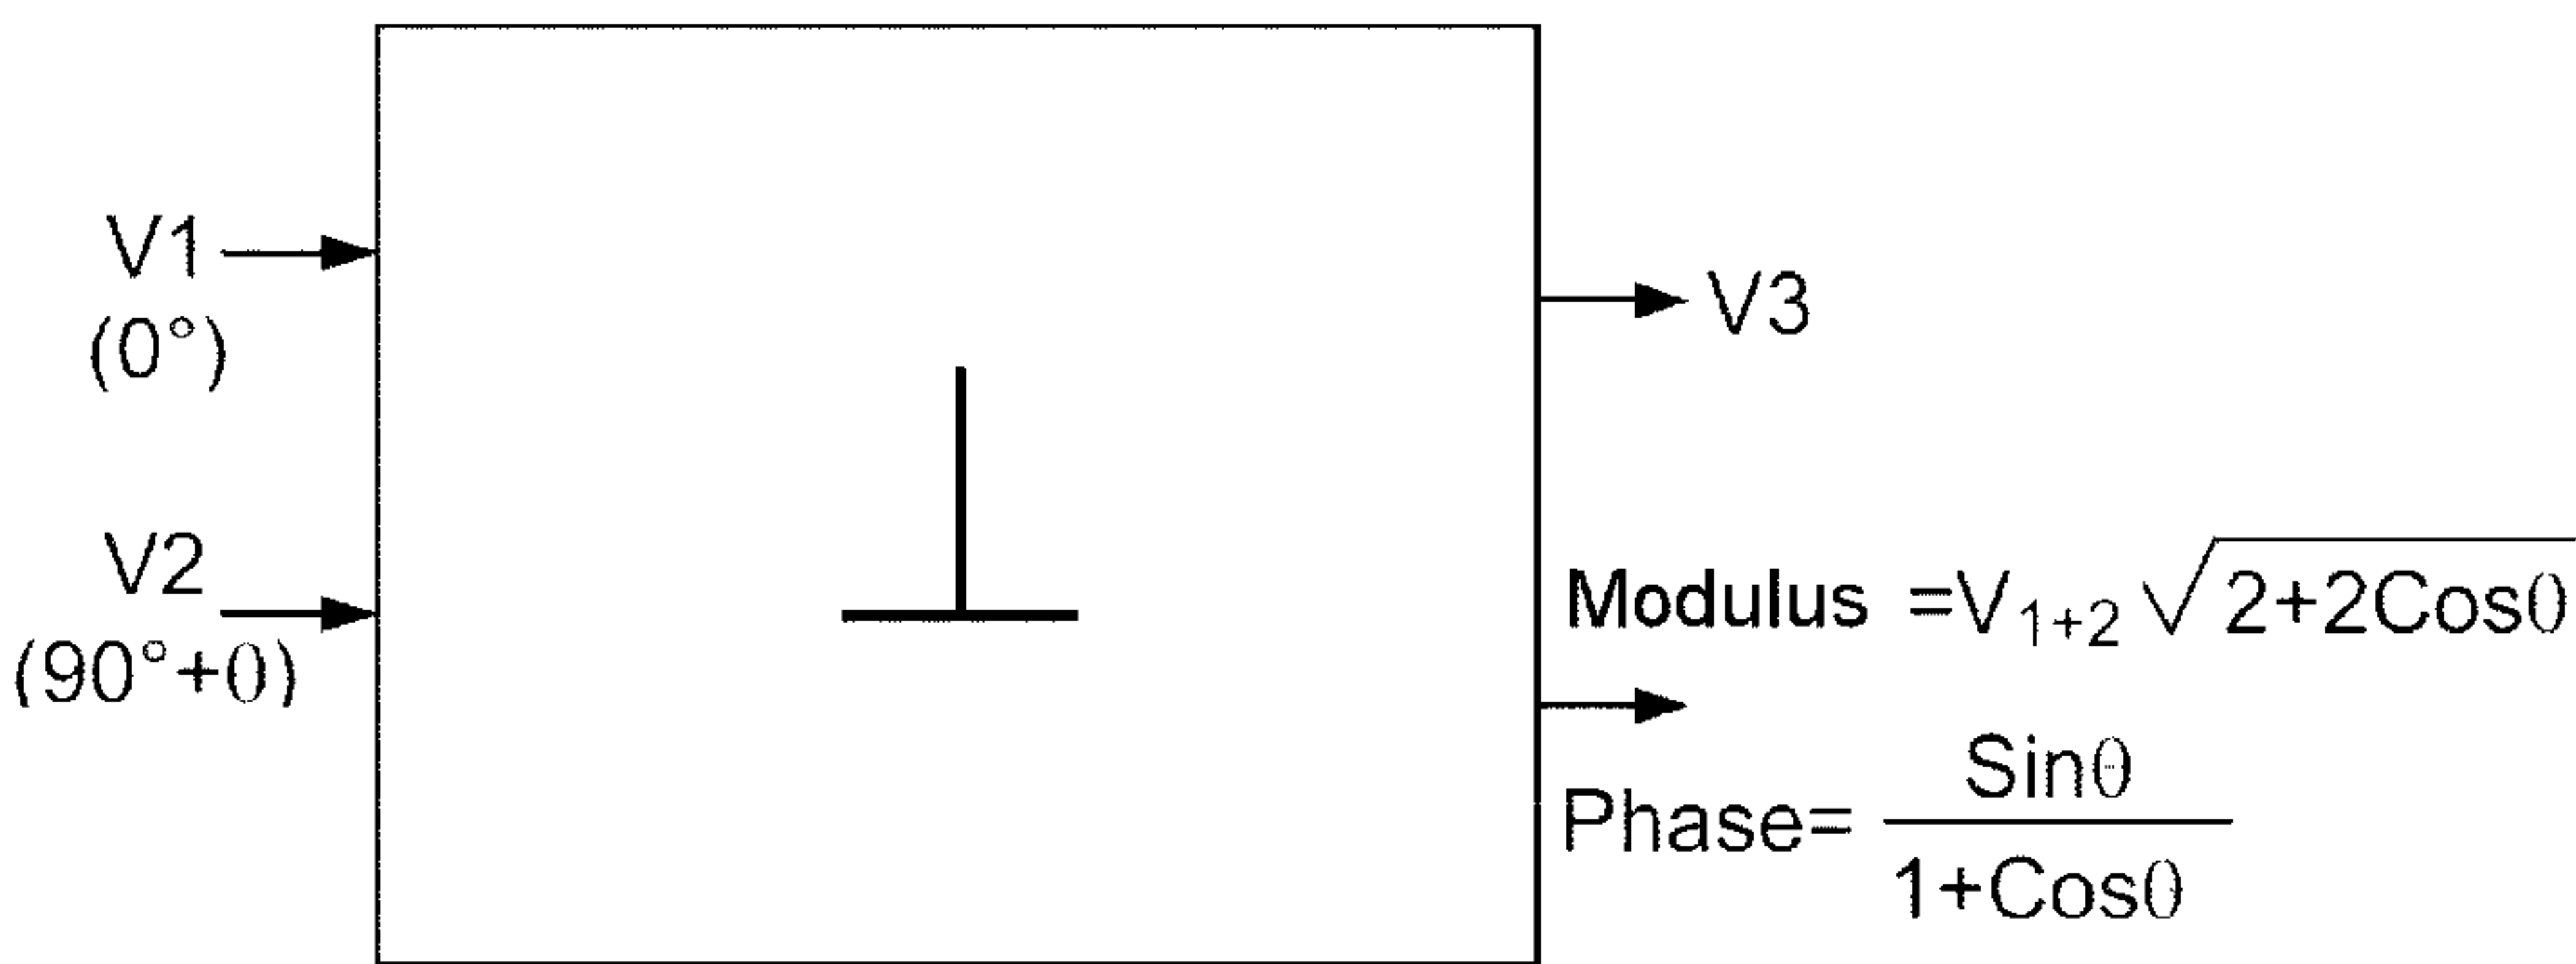 V1
(0°)
V2
(90°+θ)
V3
Modulus =V₁₊₂ √2+2Cosθ
Phase= Sinθ
1+Cosθ